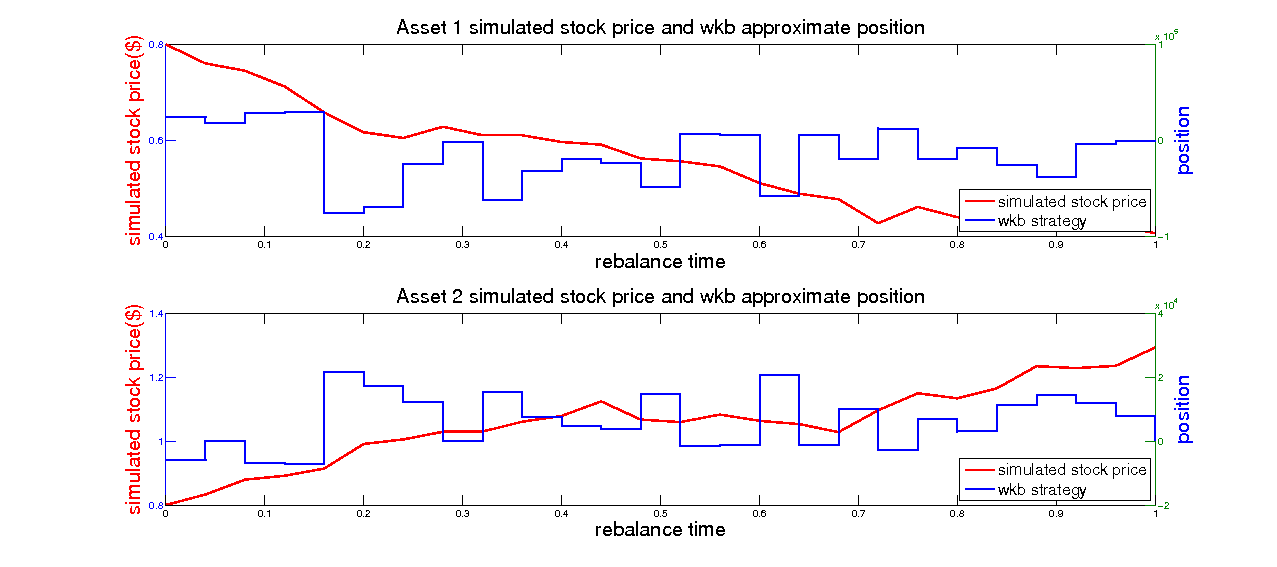 Asset 1 simulated stock price and wkb approximate position
x 10^5
0.8
0.6
0.4
simulated stock price($)
1
0
−1
position
simulated stock price
wkb strategy
0 0.1 0.2 0.3 0.4 0.5 0.6 0.7 0.8 0.9 1
rebalance time
Asset 2 simulated stock price and wkb approximate position
x 10^4
1.4
1.2
1
0.8
simulated stock price($)
4
2
0
−2
position
simulated stock price
wkb strategy
0 0.1 0.2 0.3 0.4 0.5 0.6 0.7 0.8 0.9 1
rebalance time